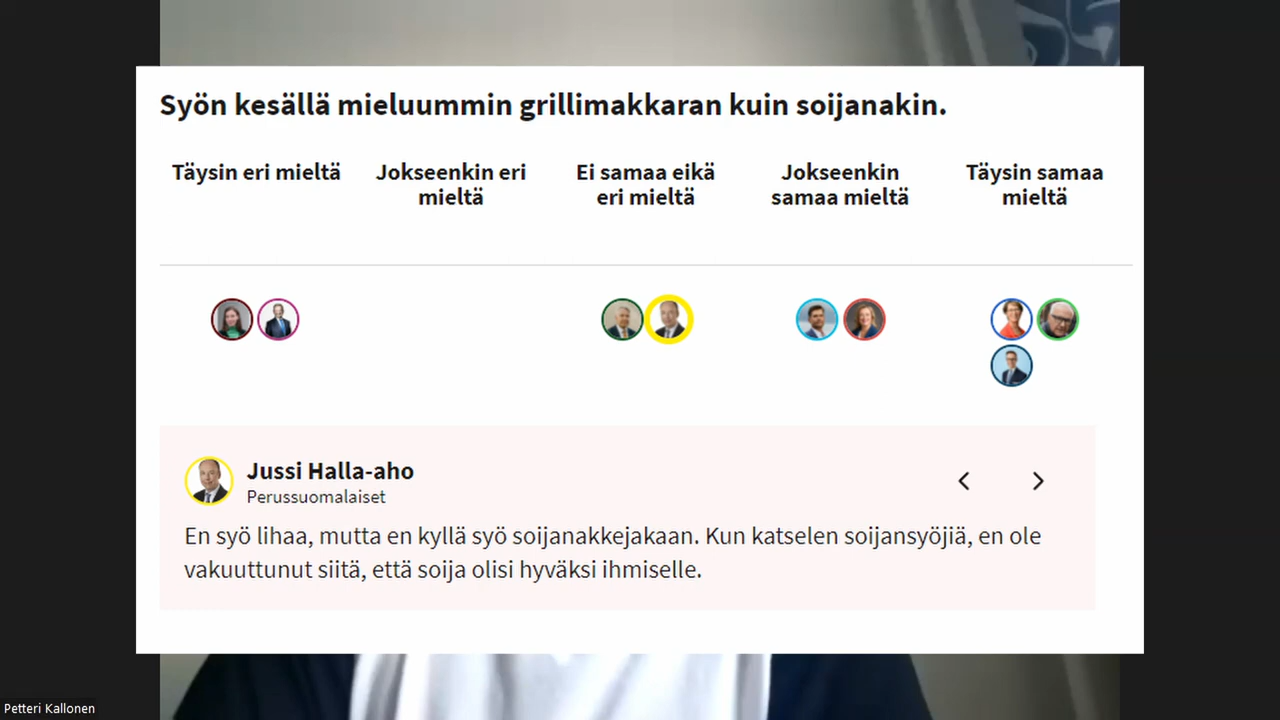 Syön kesällä mieluummin grillimakkaran kuin soijanakin.
Täysin eri mieltä
Jokseenkin eri
mieltä
Ei samaa eikä
eri mieltä
Jokseenkin
samaa mieltä
Täysin samaa
mieltä
Jussi Halla-aho
Perussuomalaiset
En syö lihaa, mutta en kyllä syö soijanakkejakaan. Kun katselen soijansyöjiä, en ole
vakuuttunut siitä, että soija olisi hyväksi ihmiselle.
Petteri Kallonen